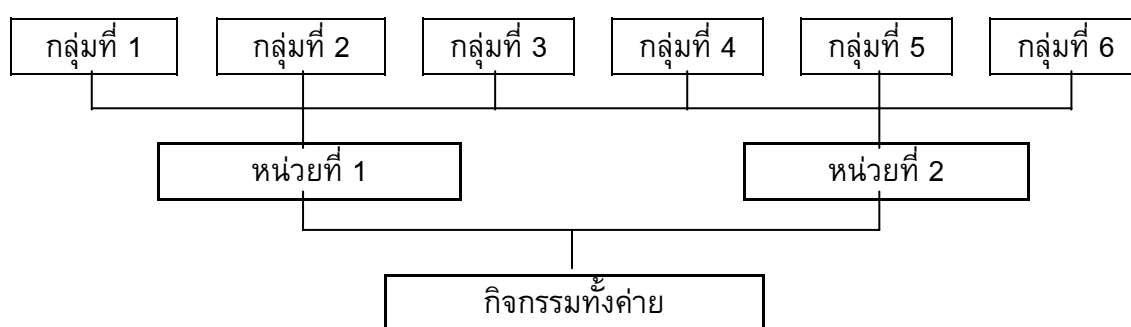 กลุ่มที่ 1 กลุ่มที่ 2 กลุ่มที่ 3 กลุ่มที่ 4 กลุ่มที่ 5 กลุ่มที่ 6
หน่วยที่ 1 หน่วยที่ 2
กิจกรรมทั้งค่าย